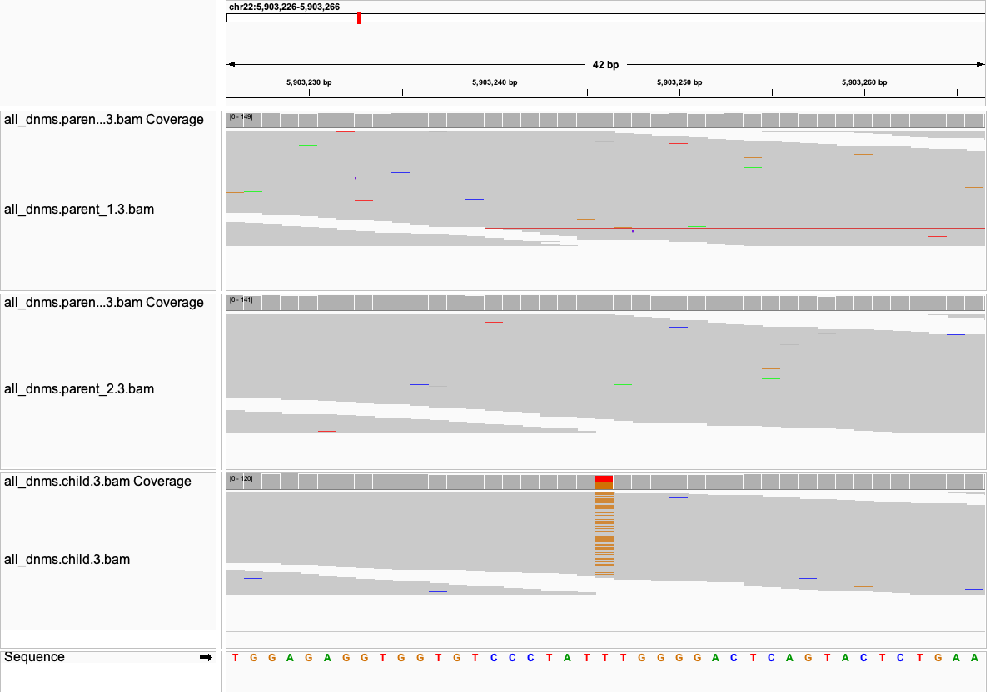 chr22:5,903,226-5,903,266
42 bp
5,903,230 bp 5,903,240 bp 5,903,250 bp 5,903,260 bp
all_dnms.paren...3.bam Coverage
[0 - 149]
all_dnms.parent_1.3.bam
all_dnms.paren...3.bam Coverage
[0 - 141]
all_dnms.parent_2.3.bam
all_dnms.child.3.bam Coverage
[0 - 120]
all_dnms.child.3.bam
Sequence
T G G A G A G G T G G T G T C C C T A T T T G G G G A C T C A G T A C T C T G A A